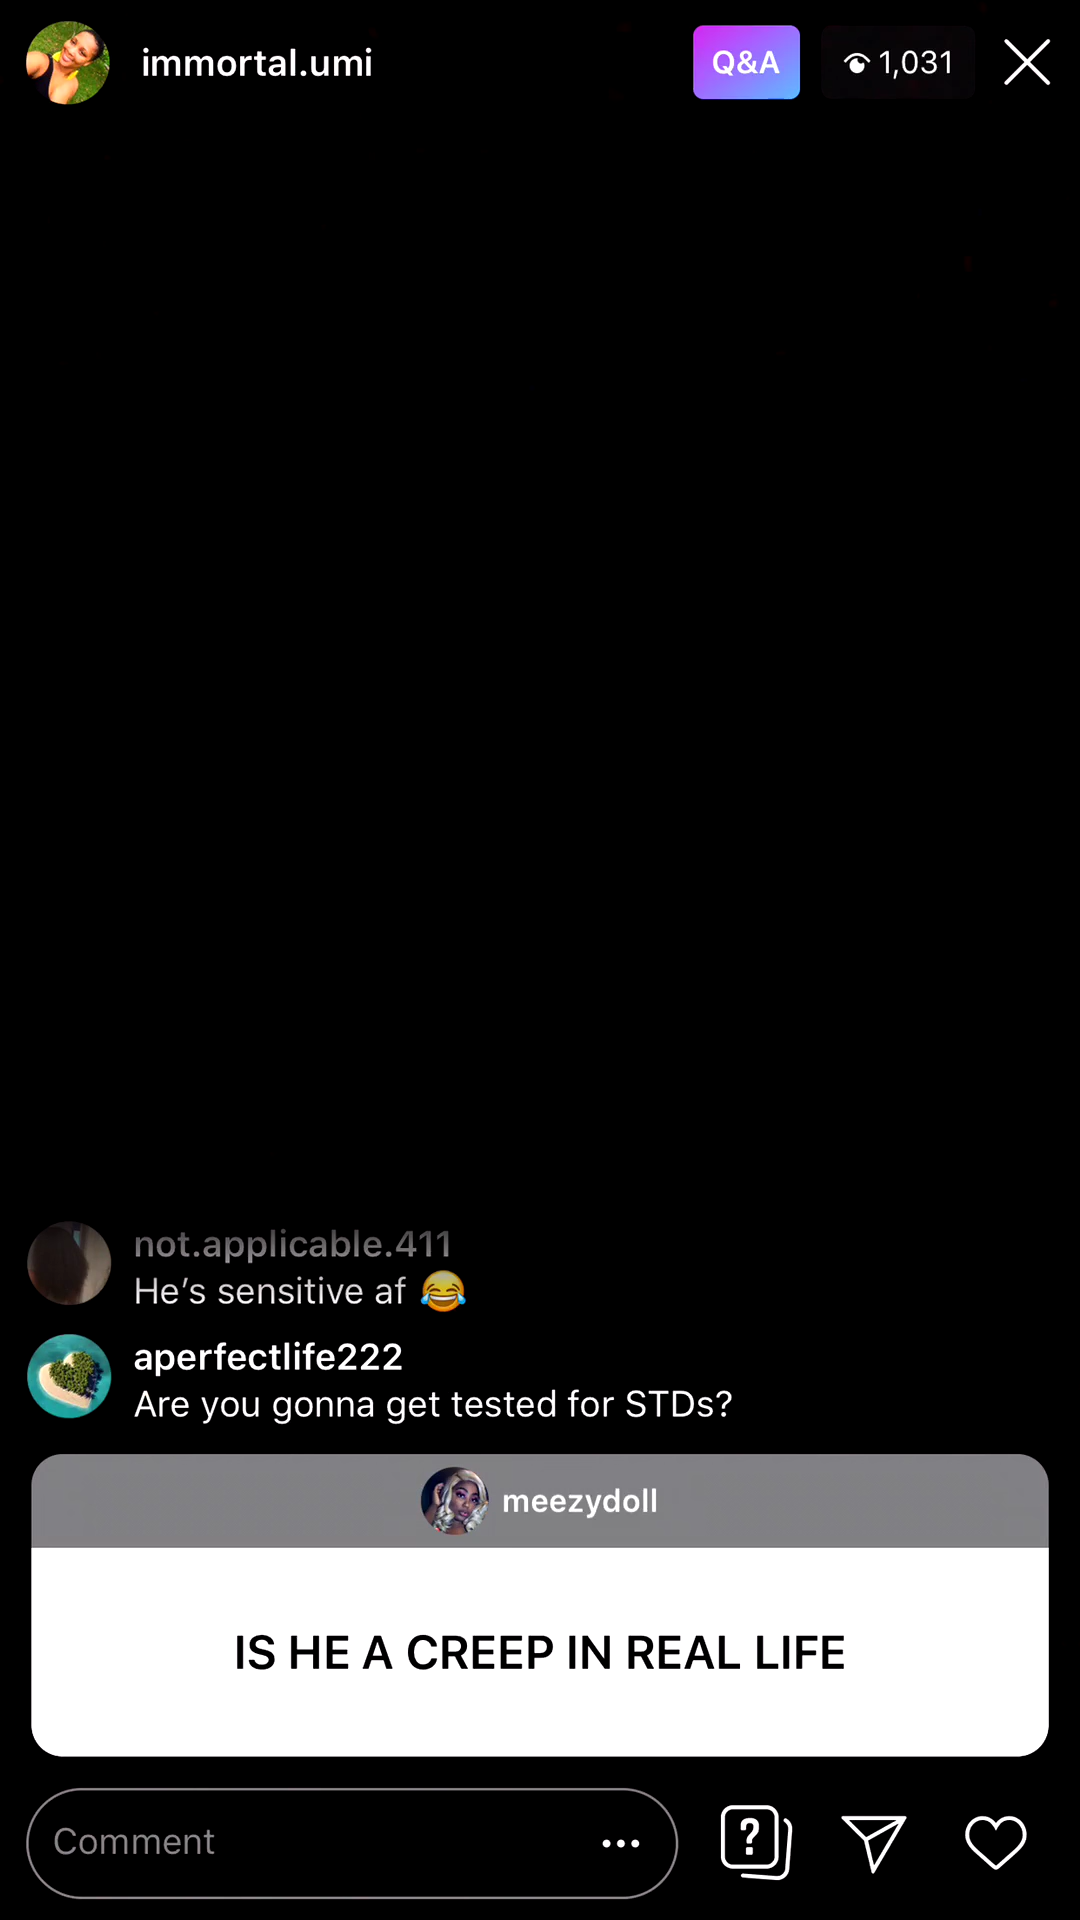 immortal.umi
Q&A
1,031
not.applicable.411
He’s sensitive af 😂
aperfectlife222
Are you gonna get tested for STDs?
meezydoll
IS HE A CREEP IN REAL LIFE
Comment
?